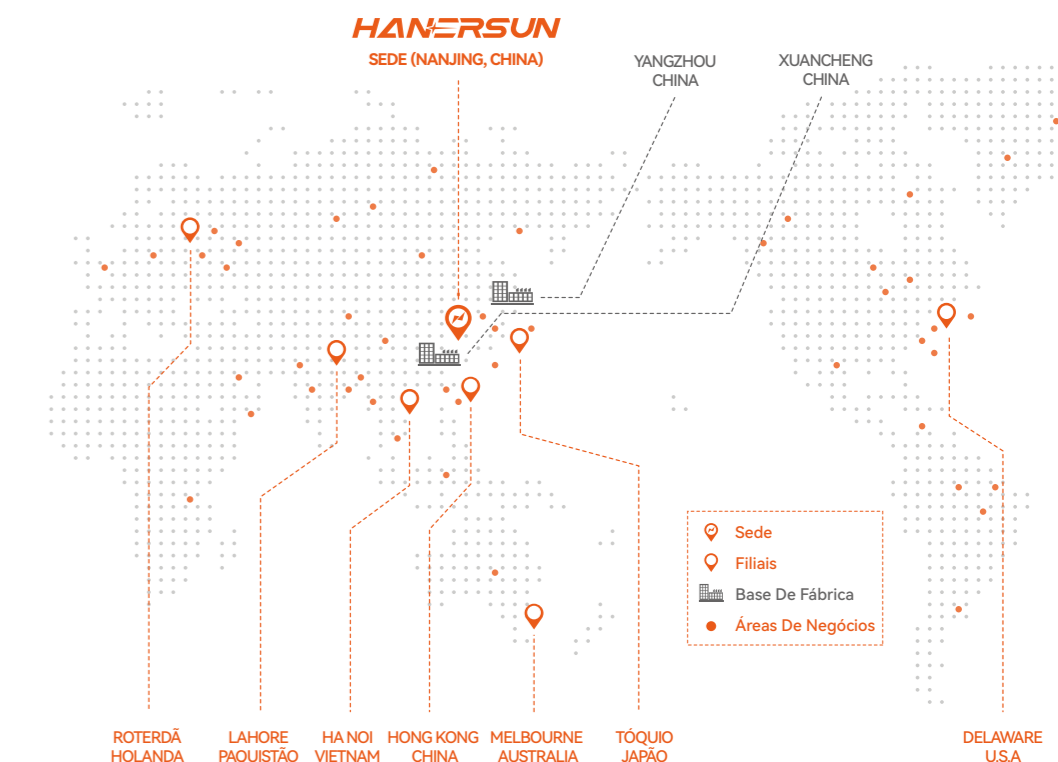 HANERSUN
SEDE (NANJING, CHINA)
YANGZHOU
CHINA
XUANCHENG
CHINA
Sede
Filiais
Base De Fábrica
Áreas De Negócios
ROTERDÃ
HOLANDA
LAHORE
PAOUISTÃO
HA NOI
VIETNAM
HONG KONG
CHINA
MELBOURNE
AUSTRALIA
TÓQUIO
JAPÃO
DELAWARE
U.S.A